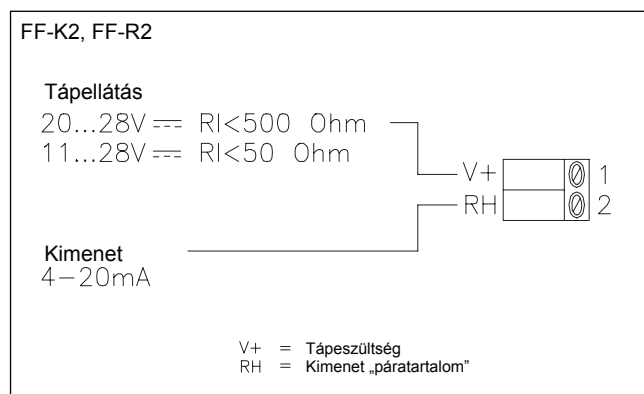 FF-K2, FF-R2
Tápellátás
20...28V⎓ RI<500 Ohm
11...28V⎓ RI<50 Ohm
V+ 1
RH 2
Kimenet
4-20mA
V+ = Tápeszültség
RH = Kimenet „páratartalom”